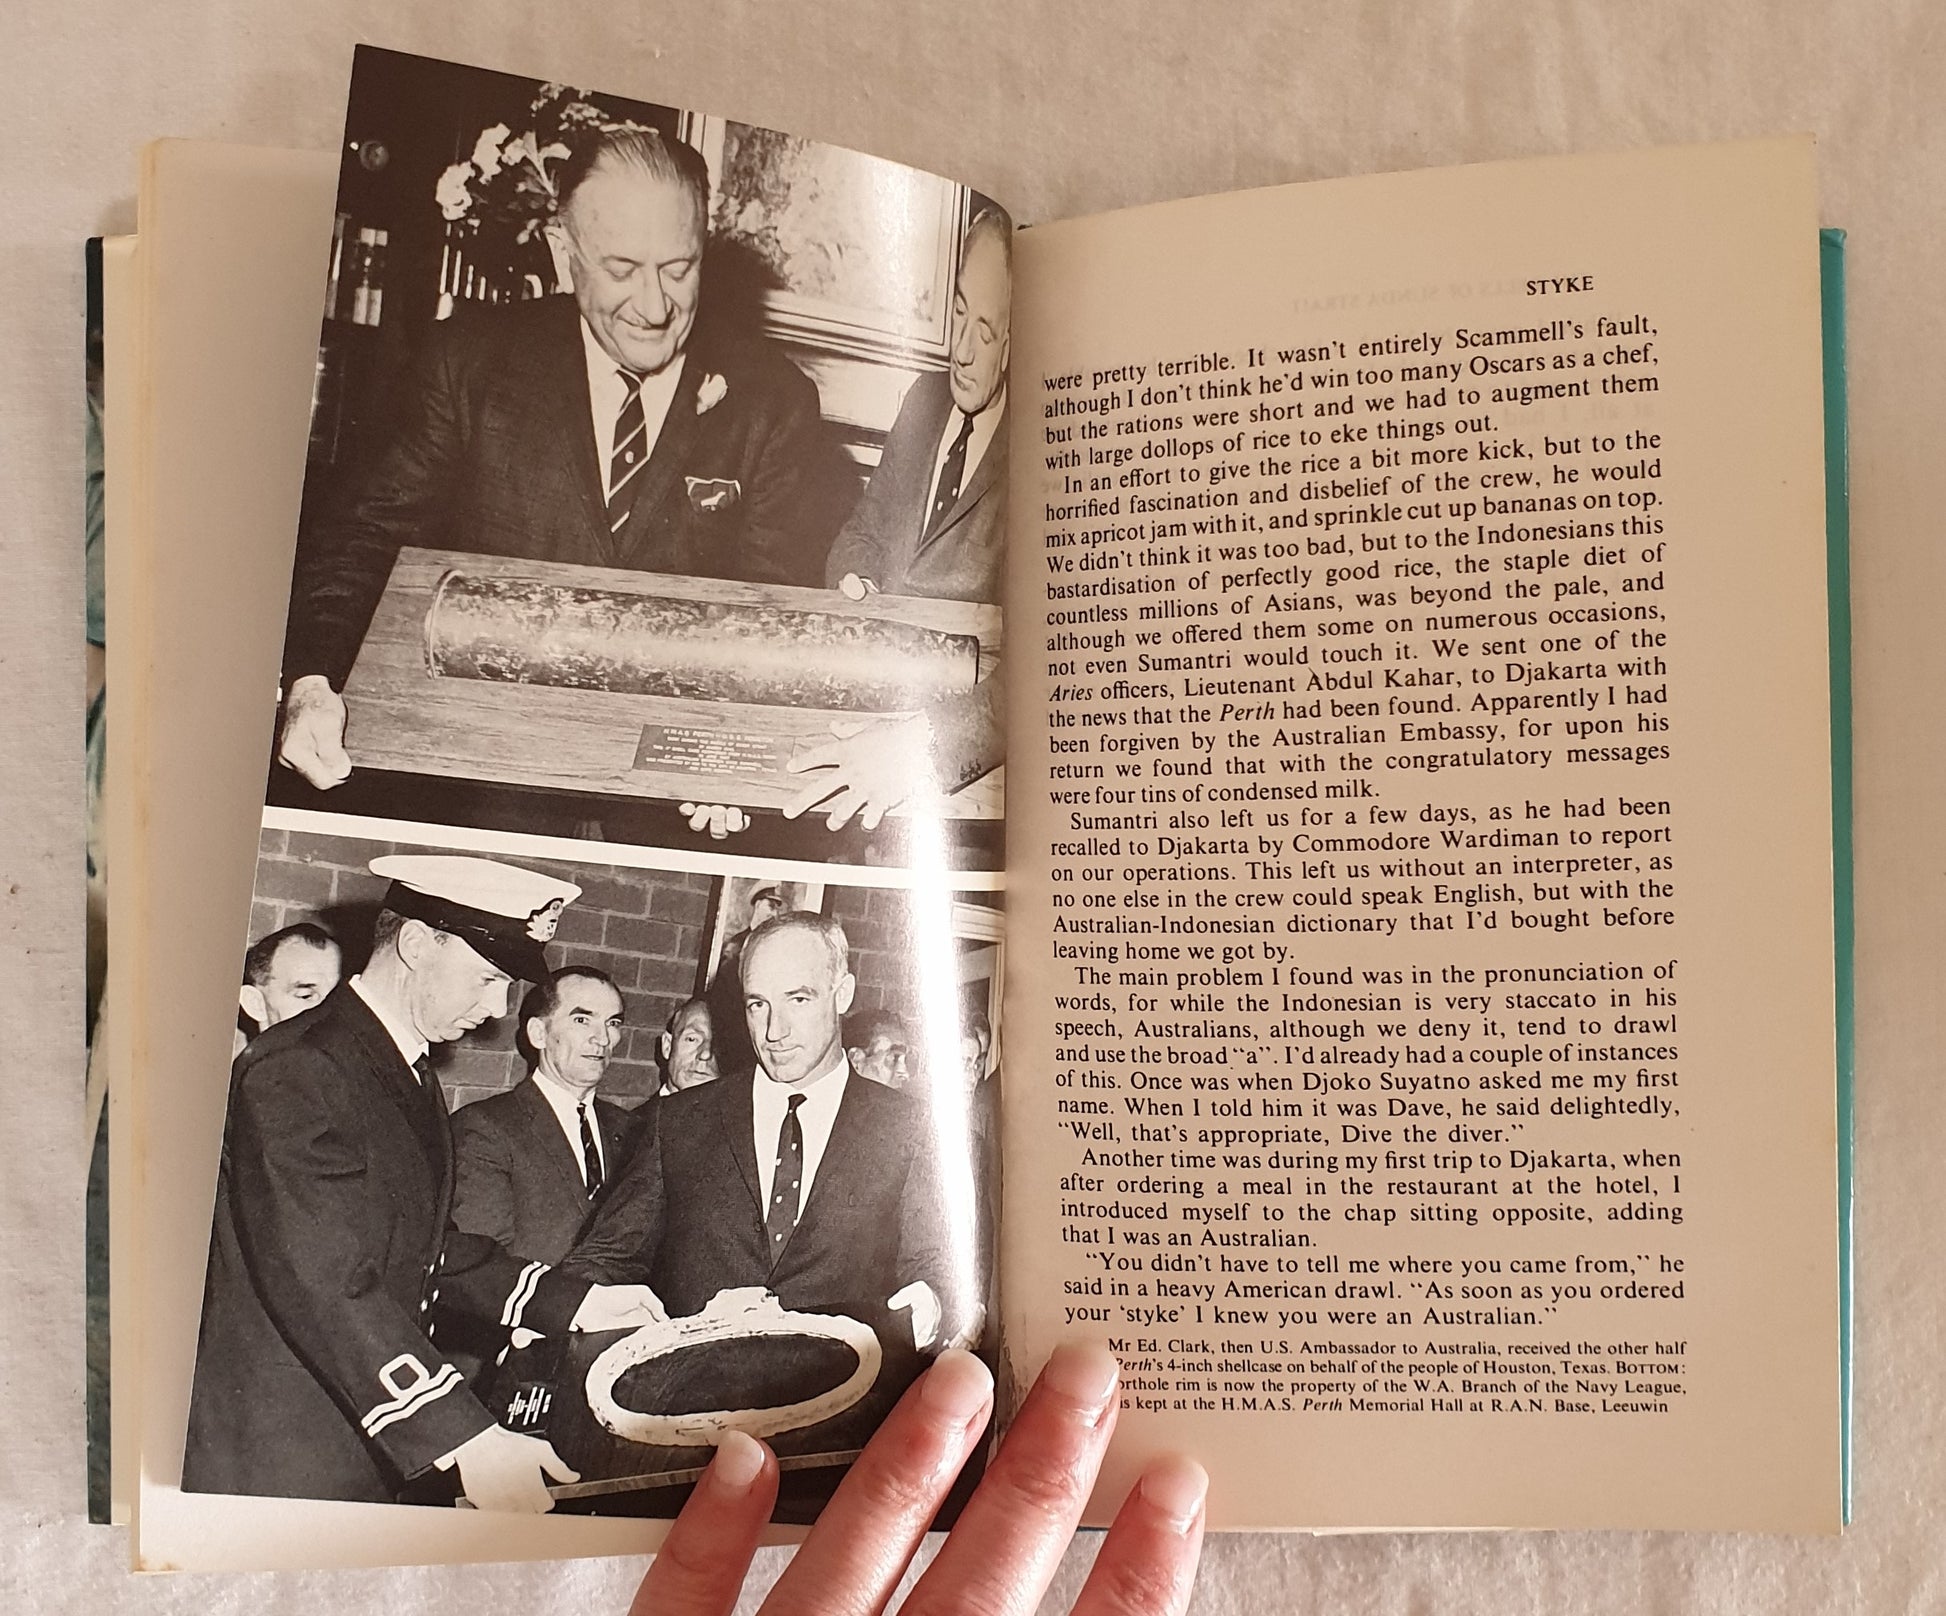 STYKE
were pretty terrible. It wasn't entirely Scammell's fault,
although I don't think he'd win too many Oscars as a chef,
but the rations were short and we had to augment them
with large dollops of rice to eke things out.
In an effort to give the rice a bit more kick, but to the
horrified fascination and disbelief of the crew, he would
mix apricot jam with it, and sprinkle cut up bananas on top.
We didn't think it was too bad, but to the Indonesians this
bastardisation of perfectly good rice, the staple diet of
countless millions of Asians, was beyond the pale, and
although we offered them some on numerous occasions,
not even Sumantri would touch it. We sent one of the
Aries officers, Lieutenant Abdul Kahar, to Djakarta with
the news that the Perth had been found. Apparently I had
been forgiven by the Australian Embassy, for upon his
return we found that with the congratulatory messages
were four tins of condensed milk.
Sumantri also left us for a few days, as he had been
recalled to Djakarta by Commodore Wardiman to report
on our operations. This left us without an interpreter, as
no one else in the crew could speak English, but with the
Australian-Indonesian dictionary that I'd bought before
leaving home we got by.
The main problem I found was in the pronunciation of
words, for while the Indonesian is very staccato in his
speech, Australians, although we deny it, tend to drawl
and use the broad "a". I'd already had a couple of instances
of this. Once was when Djoko Suyatno asked me my first
name. When I told him it was Dave, he said delightedly,
"Well, that's appropriate, Dive the diver."
Another time was during my first trip to Djakarta, when
after ordering a meal in the restaurant at the hotel, I
introduced myself to the chap sitting opposite, adding
that I was an Australian.
"You didn't have to tell me where you came from," he
said in a heavy American drawl. "As soon as you ordered
your 'styke' I knew you were an Australian."
Mr Ed. Clark, then U.S. Ambassador to Australia, received the other half
Perth's 4-inch shellcase on behalf of the people of Houston, Texas. BOTTOM:
rim is now the property of the W.A. Branch of the Navy League,
is kept at the H.M.A.S. Perth Memorial Hall at R.A.N. Base, Leeuwin